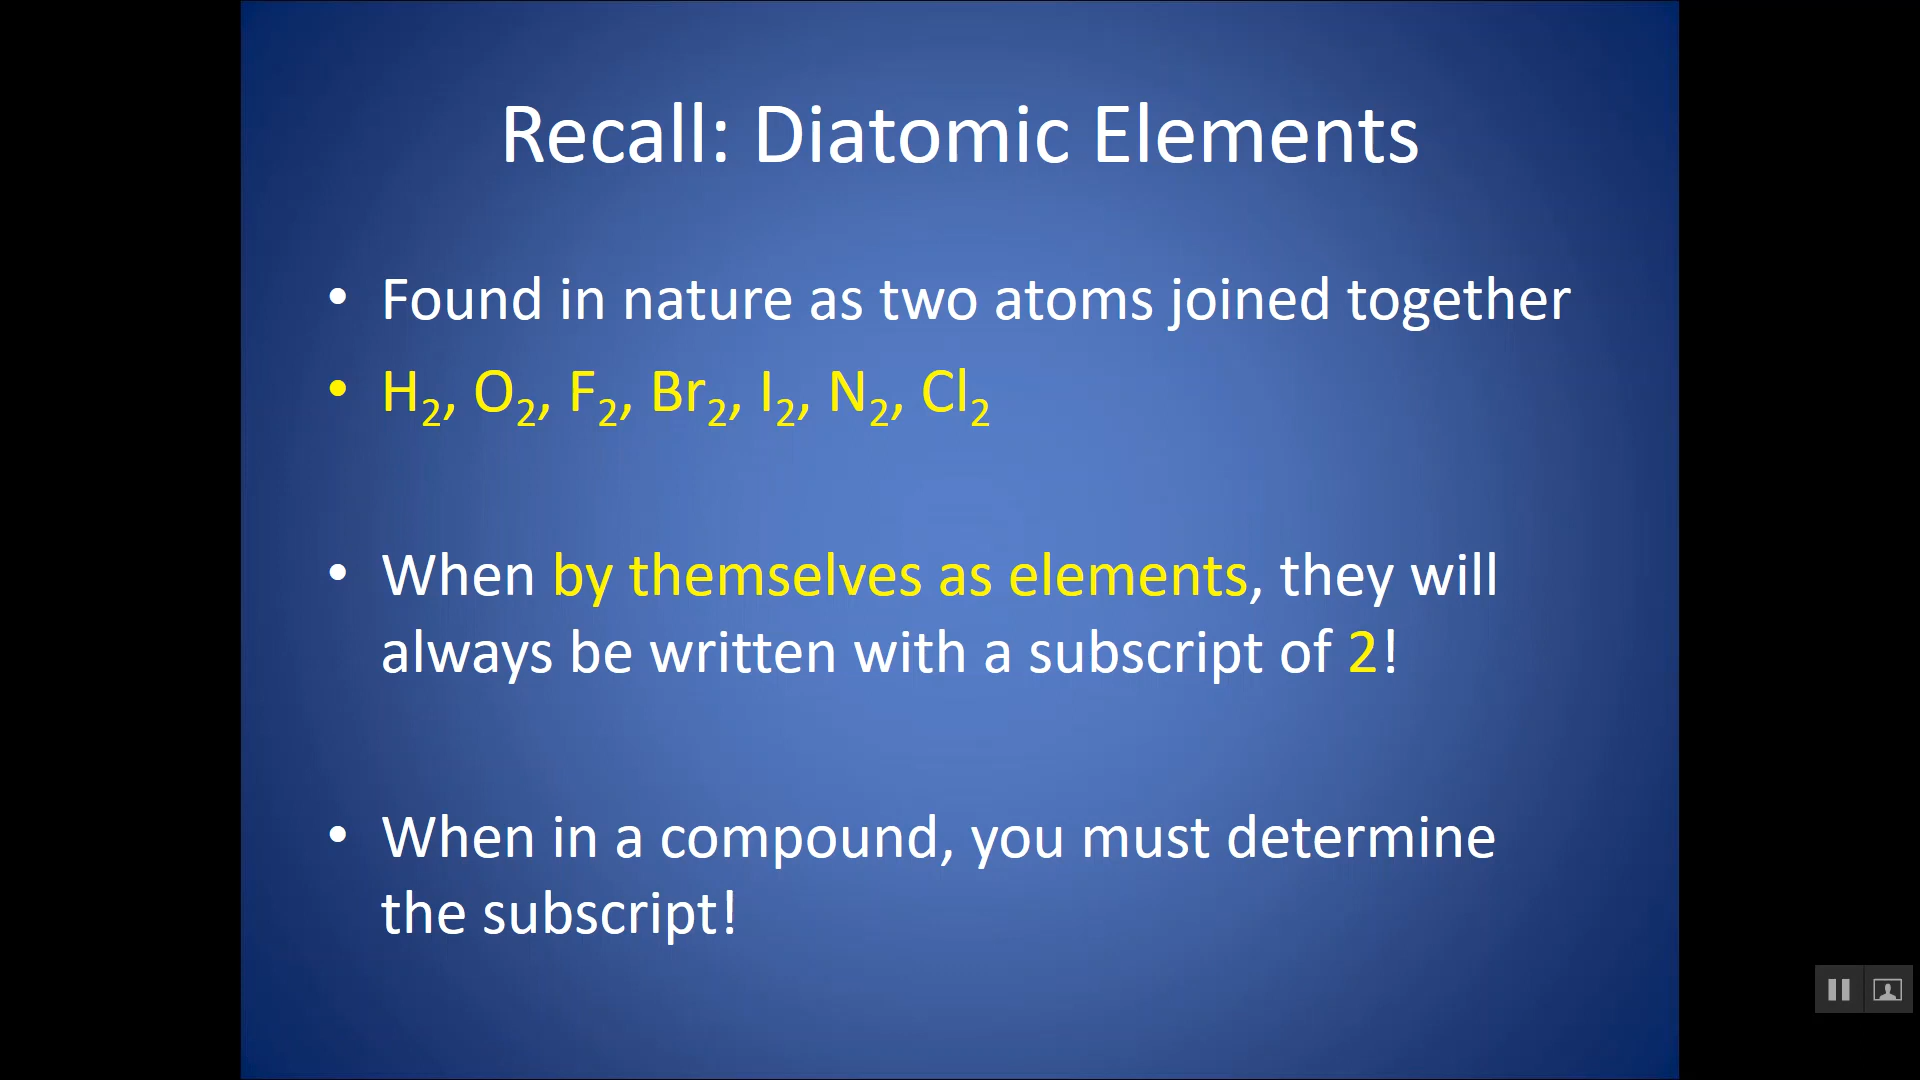 Recall: Diatomic Elements
• Found in nature as two atoms joined together
• H₂, O₂, F₂, Br₂, I₂, N₂, Cl₂
• When by themselves as elements, they will
always be written with a subscript of 2!
• When in a compound, you must determine
the subscript!